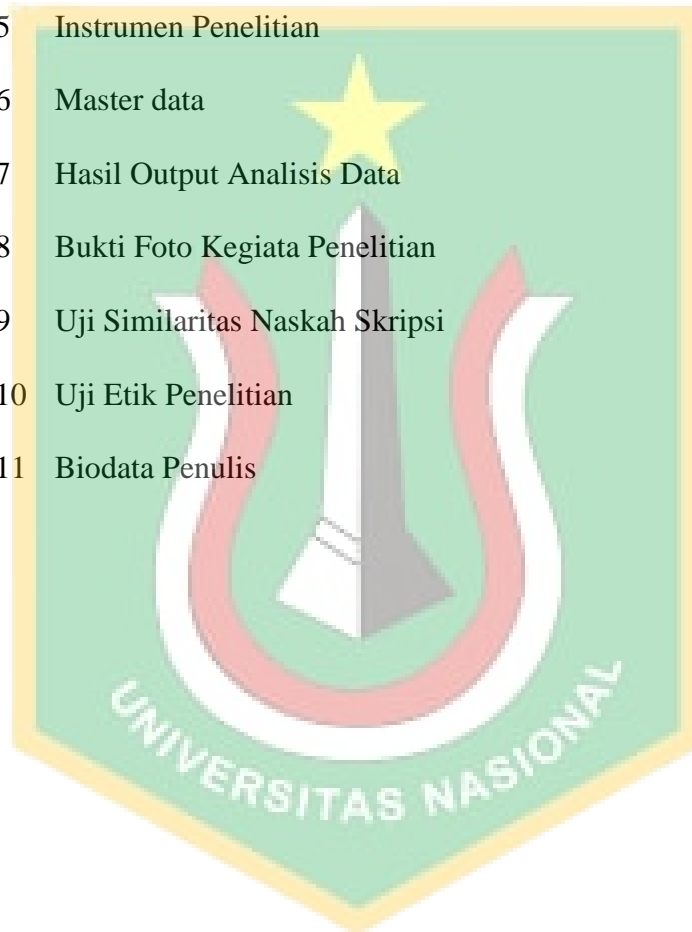 5 Instrumen Penelitian
6 Master data
7 Hasil Output Analisis Data
8 Bukti Foto Kegiata Penelitian
9 Uji Similaritas Naskah Skripsi
10 Uji Etik Penelitian
11 Biodata Penulis
UNIVERSITAS NASIONAL